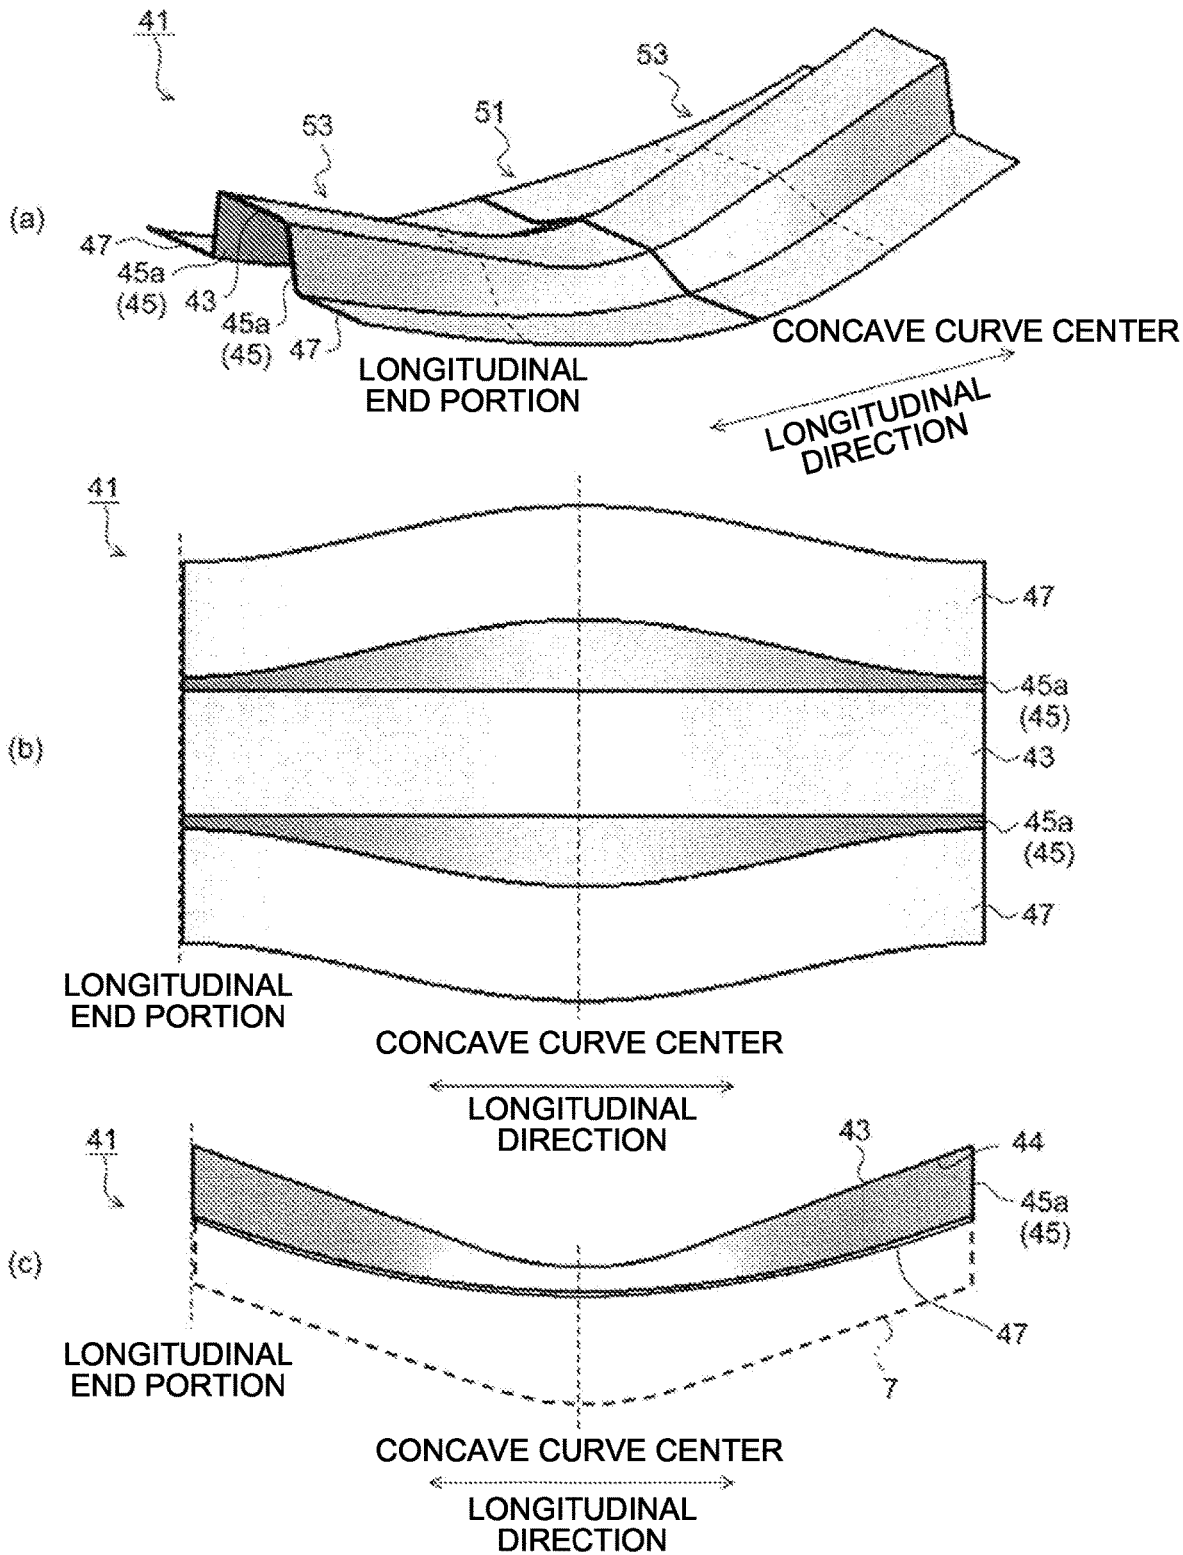 41
53
51
53
(a)
47
45a
(45)
43
45a
(45)
47
LONGITUDINAL
END PORTION
CONCAVE CURVE CENTER
LONGITUDINAL
DIRECTION
41
47
45a
(45)
(b)
43
45a
(45)
47
LONGITUDINAL
END PORTION
CONCAVE CURVE CENTER
LONGITUDINAL
DIRECTION
41
43
44
45a
(45)
(c)
47
7
LONGITUDINAL
END PORTION
CONCAVE CURVE CENTER
LONGITUDINAL
DIRECTION